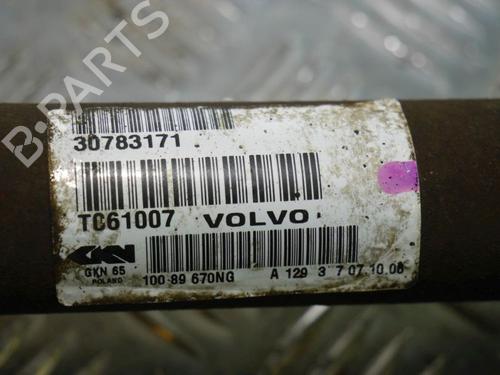 B-PARTS
30783171
TC61007 VOLVO
GKN
GKN 65
POLAND
100 89 670NG A 129 3 7 07.10.06